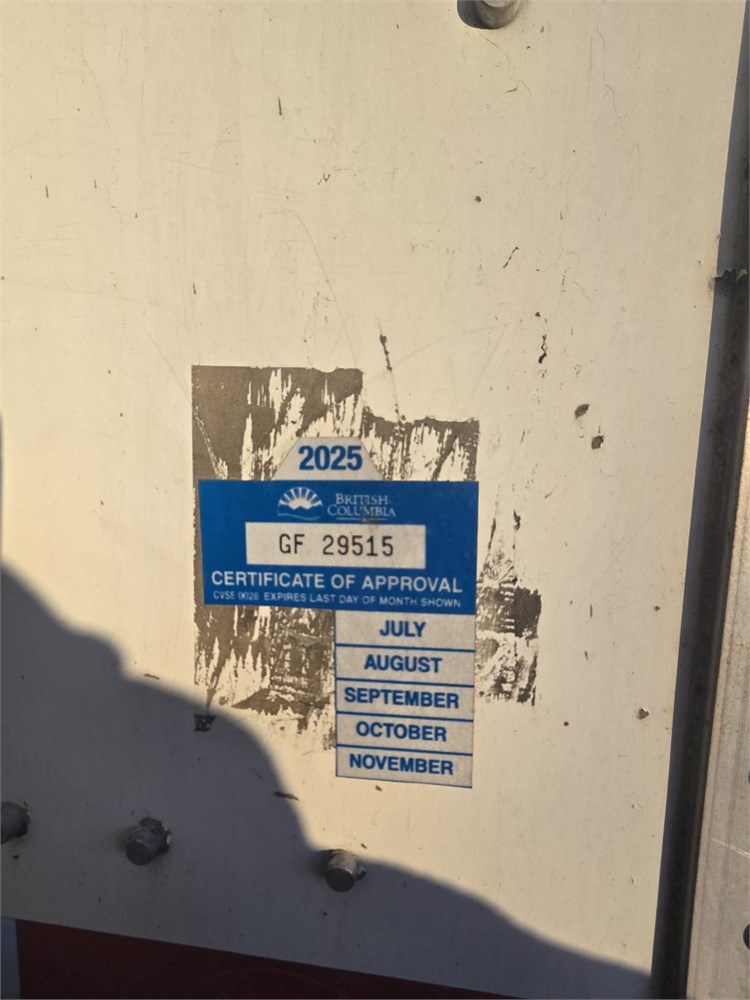 2025
BRITISH
COLUMBIA
GF 29515
CERTIFICATE OF APPROVAL
CVSE 0028 EXPIRES LAST DAY OF MONTH SHOWN
JULY
AUGUST
SEPTEMBER
OCTOBER
NOVEMBER